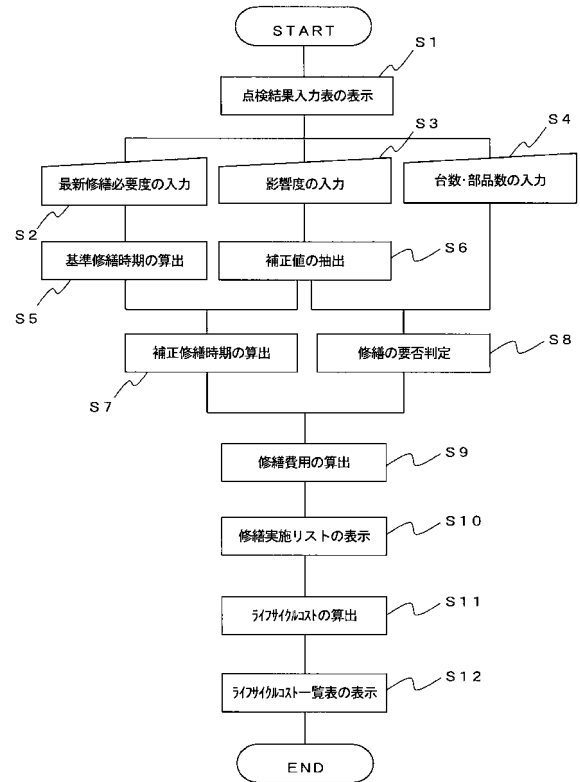 START
S1
点検結果入力表の表示
S3
S4
最新修繕必要度の入力
影響度の入力
台数・部品数の入力
S2
基準修繕時期の算出
補正値の抽出
S6
S5
補正修繕時期の算出
修繕の要否判定
S8
S7
修繕費用の算出
S9
修繕実施リストの表示
S10
ﾗｲﾌｻｲｸﾙｺｽﾄの算出
S11
ﾗｲﾌｻｲｸﾙｺｽﾄ一覧表の表示
S12
END